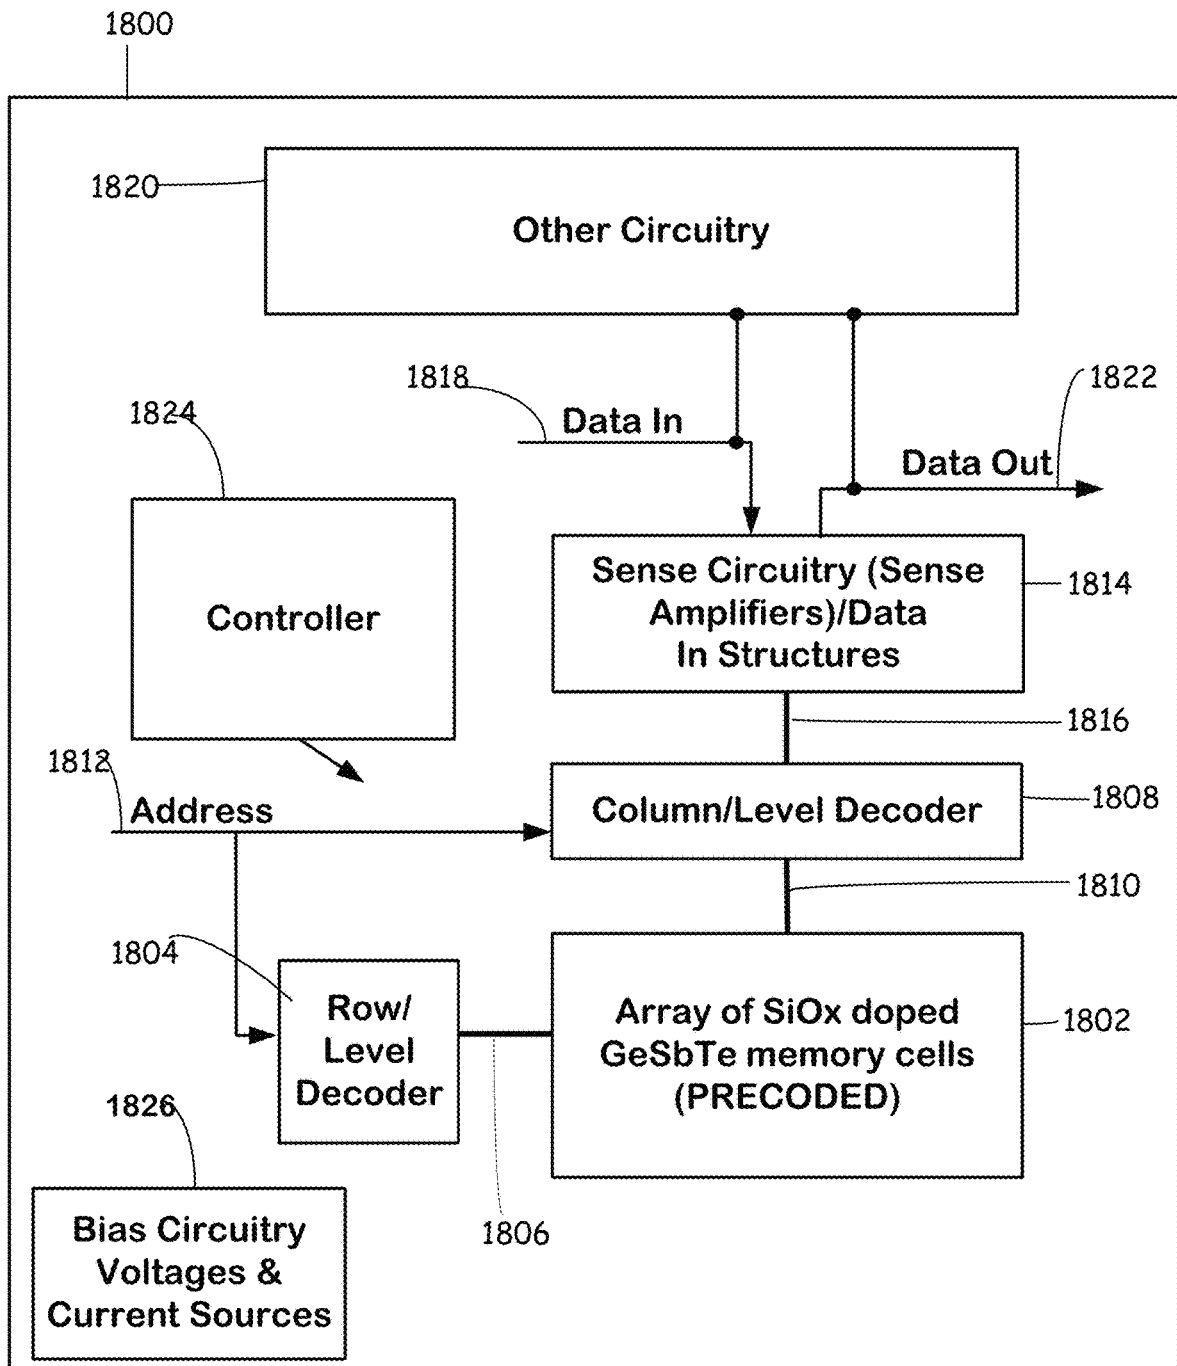 1800
1820
Other Circuitry
1818
1822
1824
Data In
Data Out
Controller
Sense Circuitry (Sense
Amplifiers)/Data
In Structures
1814
1816
1812
Address
Column/Level Decoder
1808
1810
1804
Row/
Level
Decoder
Array of SiOx doped
GeSbTe memory cells
(PRECODED)
1802
1826
1806
Bias Circuitry
Voltages &
Current Sources